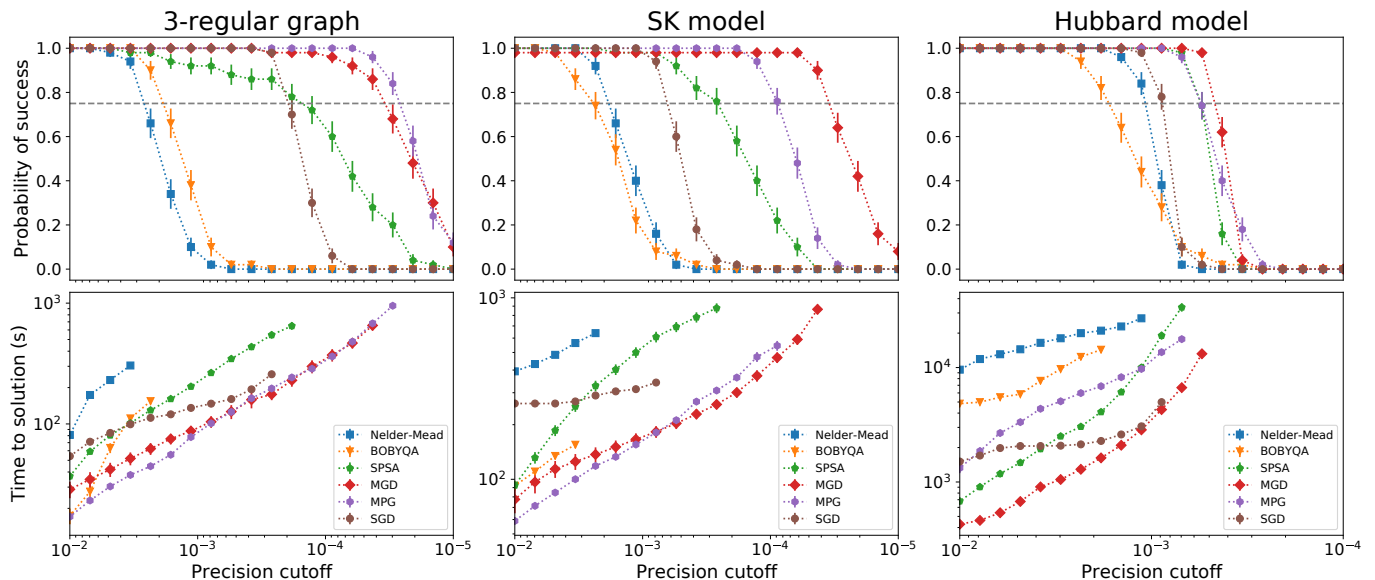 3-regular graph
SK model
Hubbard model
Probability of success
1.0
0.8
0.6
0.4
0.2
0.0
1.0
0.8
0.6
0.4
0.2
0.0
1.0
0.8
0.6
0.4
0.2
0.0
Time to solution (s)
10³
10²
Nelder-Mead
BOBYQA
SPSA
MGD
MPG
SGD
10⁻²
10⁻³
10⁻⁴
10⁻⁵
Precision cutoff
10³
10²
Nelder-Mead
BOBYQA
SPSA
MGD
MPG
SGD
10⁻²
10⁻³
10⁻⁴
10⁻⁵
Precision cutoff
10⁴
10³
Nelder-Mead
BOBYQA
SPSA
MGD
MPG
SGD
10⁻²
10⁻³
10⁻⁴
Precision cutoff